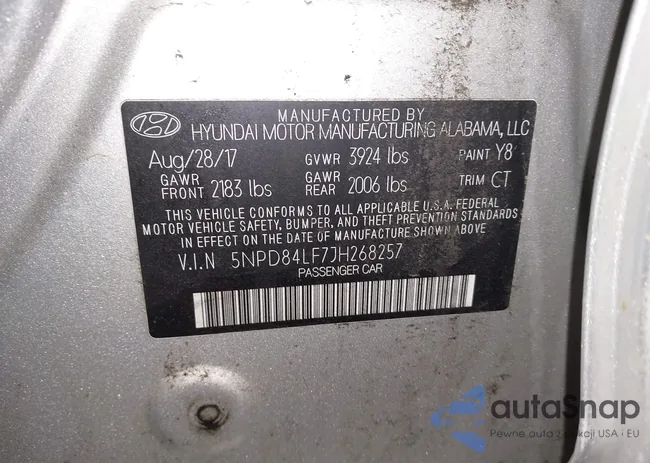 MANUFACTURED BY
HYUNDAI MOTOR MANUFACTURING ALABAMA, LLC
Aug/28/17 GVWR 3924 lbs PAINT Y8
GAWR FRONT 2183 lbs GAWR REAR 2006 lbs TRIM CT
THIS VEHICLE CONFORMS TO ALL APPLICABLE U.S.A. FEDERAL
MOTOR VEHICLE SAFETY, BUMPER, AND THEFT PREVENTION STANDARDS
IN EFFECT ON THE DATE OF MANUFACTURE SHOWN ABOVE
V.I.N 5NPD84LF7JH268257
PASSENGER CAR
autoSnap
Pewne auta z aukcji USA i EU